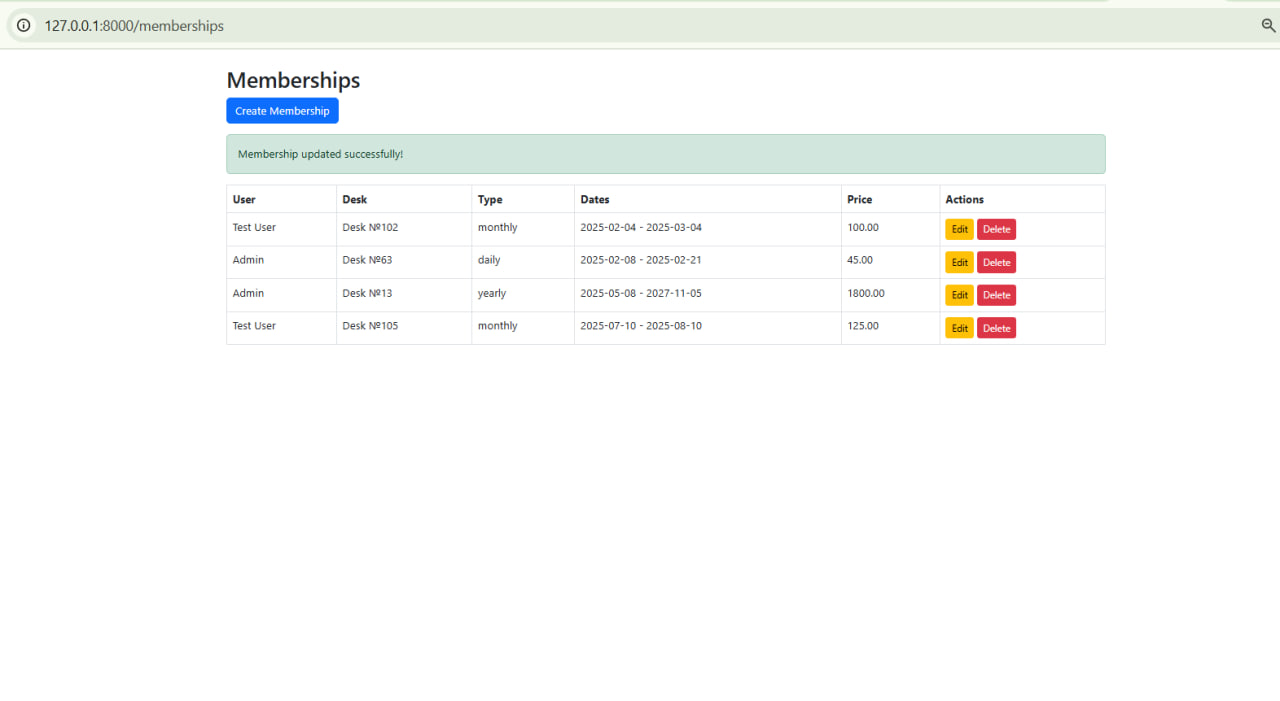 127.0.0.1:8000/memberships
Memberships
Create Membership
Membership updated successfully!
User Desk Type Dates Price Actions
Test User Desk №102 monthly 2025-02-04 - 2025-03-04 100.00 Edit Delete
Admin Desk №63 daily 2025-02-08 - 2025-02-21 45.00 Edit Delete
Admin Desk №13 yearly 2025-05-08 - 2027-11-05 1800.00 Edit Delete
Test User Desk №105 monthly 2025-07-10 - 2025-08-10 125.00 Edit Delete